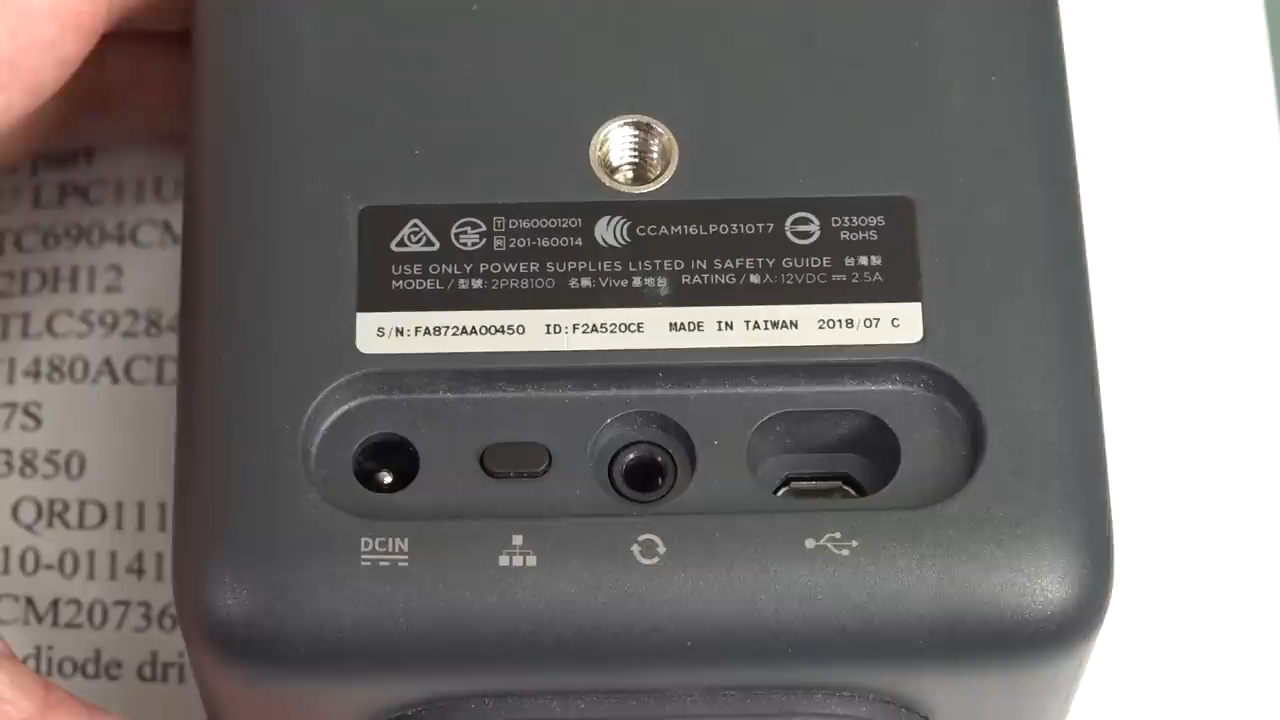 T D160001201
R 201-160014
CCAM16LP0310T7
D33095
RoHS
USE ONLY POWER SUPPLIES LISTED IN SAFETY GUIDE 台灣製
MODEL / 型號: 2PR8100 名稱: Vive 基地台 RATING / 輸入: 12VDC ⎓ 2.5A
S/N:FA872AA00450 ID:F2A520CE MADE IN TAIWAN 2018/07 C
DCIN
part
LPC11U
TC6904CM
2DH12
TLC59284
1480ACD
7S
3850
QRD111
10-01141
CM20736
diode dri